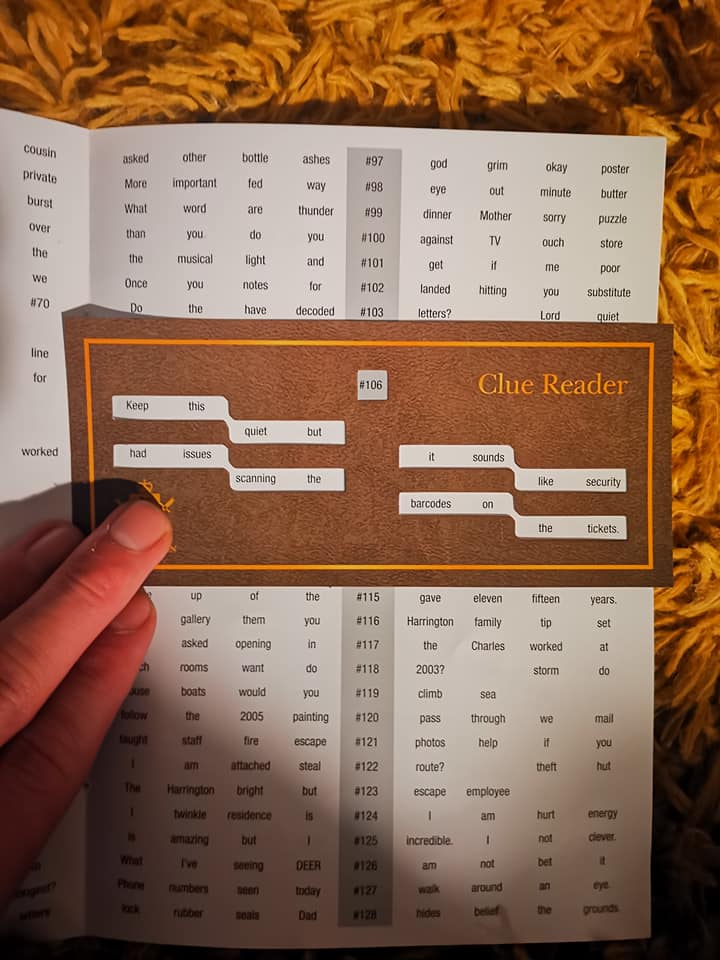 cousin
private
burst
over
the
we
#70
line
for
worked
asked other bottle ashes #97 god grim okay poster
More important fed way #98 eye out minute butter
What word are thunder #99 dinner Mother sorry puzzle
than you do you #100 against TV ouch store
the musical light and #101 get if me poor
Once you notes for #102 landed hitting you substitute
Do the have decoded #103 letters? Lord quiet
#106 Clue Reader
Keep this
quiet but
had issues it sounds
scanning the like security
barcodes on
the tickets.
up of the #115 gave eleven fifteen years.
gallery them you #116 Harrington family tip set
asked opening in #117 the Charles worked at
rooms want do #118 2003? storm do
boats would you #119 climb sea
follow the 2005 painting #120 pass through we mail
taught staff fire escape #121 photos help if you
I am attached steal #122 route? theft hut
The Harrington bright but #123 escape employee
I twinkle residence is #124 I am hurt energy
is amazing but I #125 incredible. I not clever.
What I've seeing DEER #126 am not bet it
Phone numbers seen today #127 walk around an eye.
kick rubber seals Dad #128 hides belief the grounds.
letters